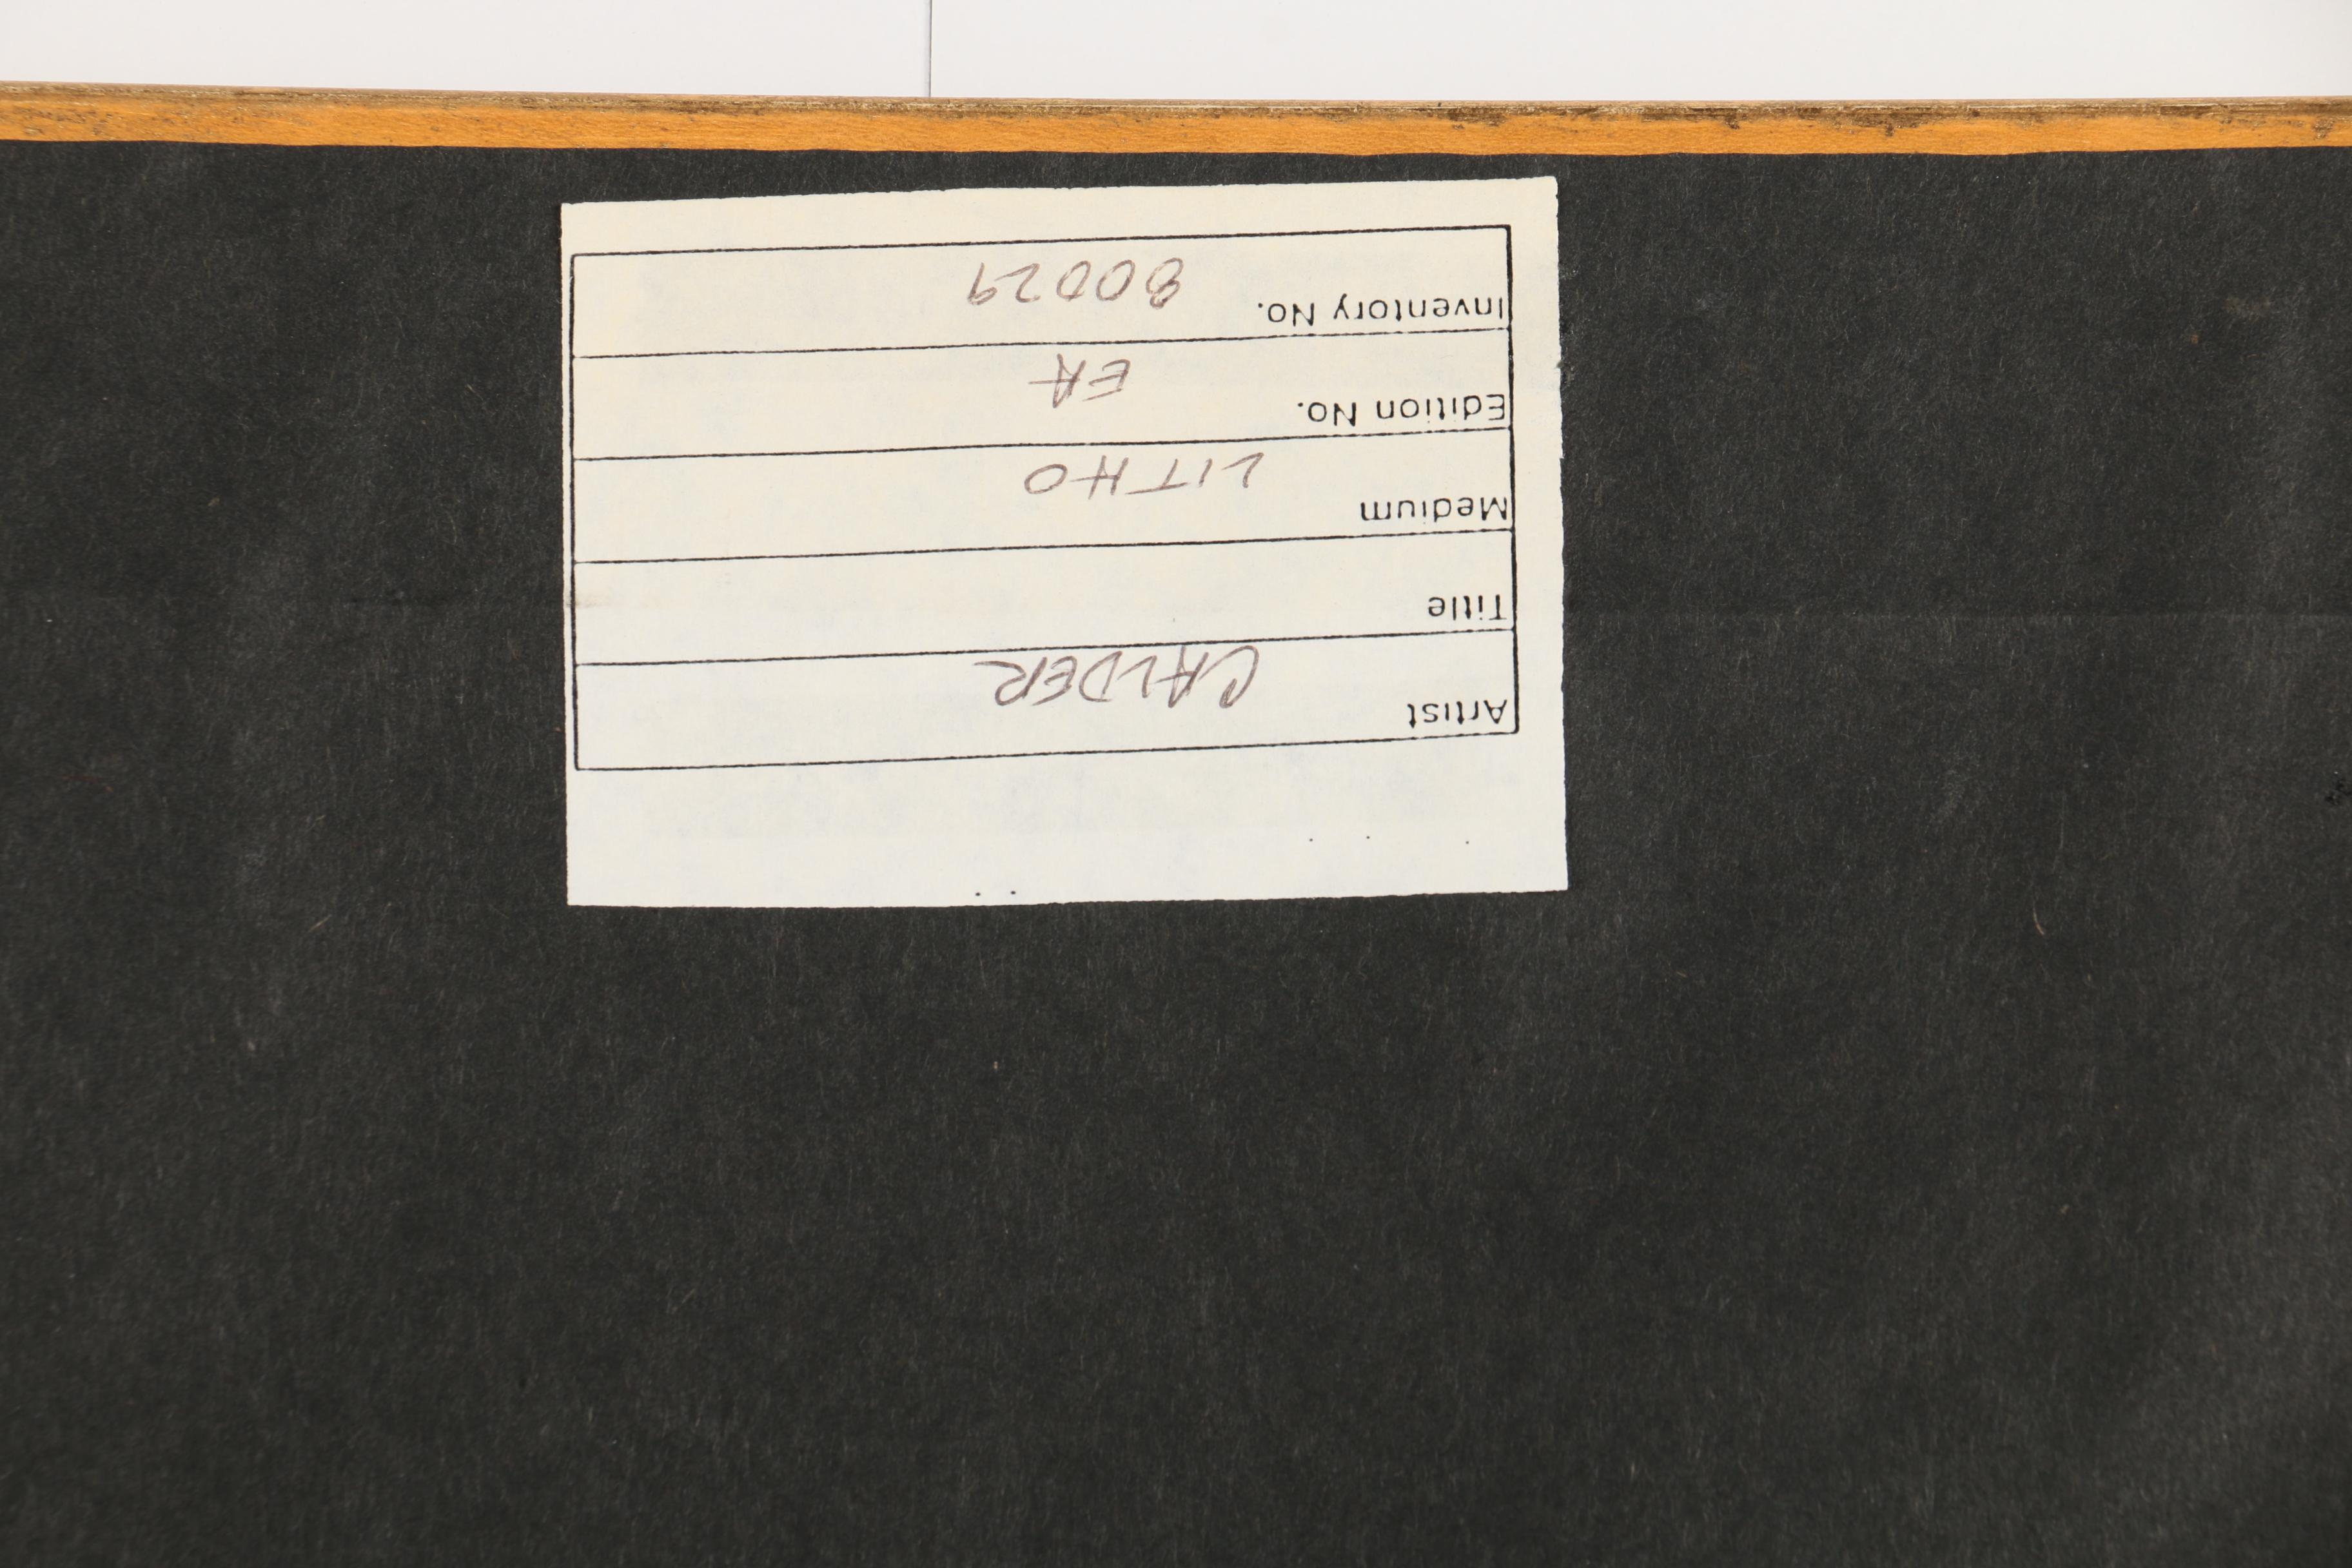 Artist CALDER
Title
Medium LITHO
Edition No. EA
Inventory No. 80029